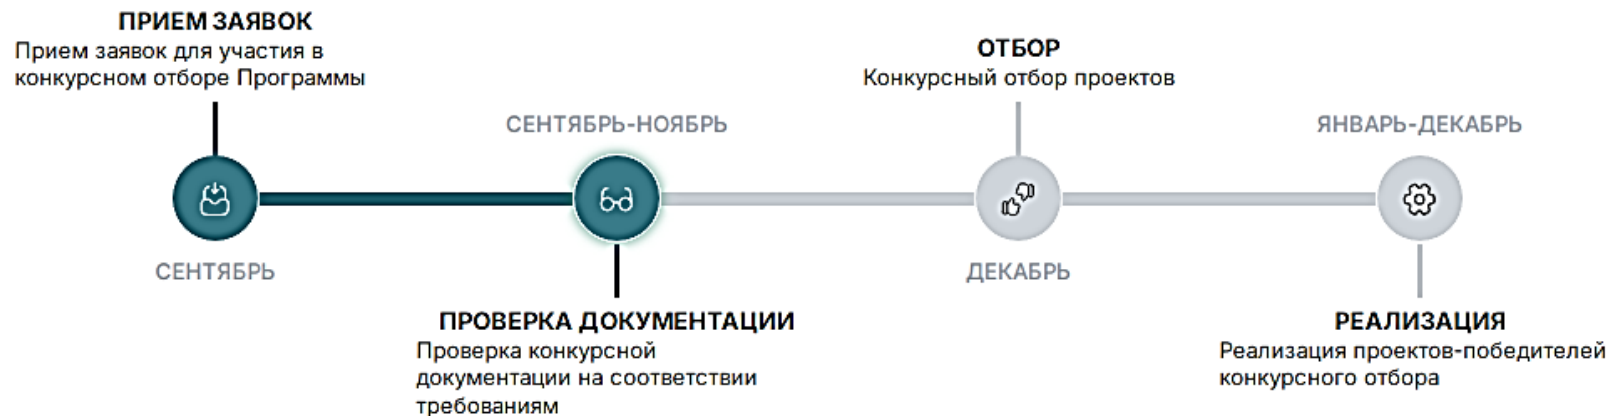 ПРИЕМ ЗАЯВОК
Прием заявок для участия в
конкурсном отборе Программы
СЕНТЯБРЬ
СЕНТЯБРЬ-НОЯБРЬ
ПРОВЕРКА ДОКУМЕНТАЦИИ
Проверка конкурсной
документации на соответствии
требованиям
ОТБОР
Конкурсный отбор проектов
ДЕКАБРЬ
ЯНВАРЬ-ДЕКАБРЬ
РЕАЛИЗАЦИЯ
Реализация проектов-победителей
конкурсного отбора